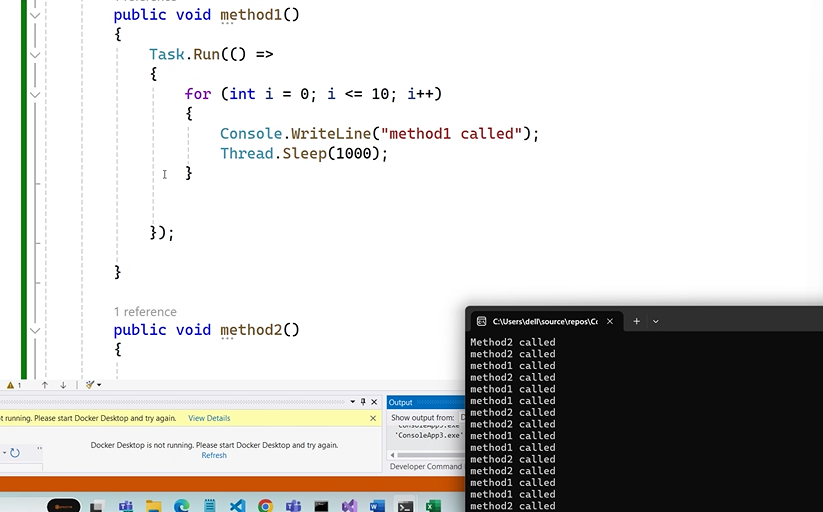 public void method1()
{
Task.Run(() =>
{
for (int i = 0; i <= 10; i++)
{
Console.WriteLine("method1 called");
Thread.Sleep(1000);
}
});
}
1 reference
public void method2()
{
1
ot running. Please start Docker Desktop and try again. View Details
Docker Desktop is not running. Please start Docker Desktop and try again.
Refresh
Output
Show output from:
'ConsoleApp3.exe'
'ConsoleApp3.exe'
Developer Command
C:\Users\dell\source\repos\Co
Method2 called
method2 called
method1 called
method2 called
method1 called
method1 called
method2 called
method2 called
method1 called
method1 called
method2 called
method2 called
method1 called
method1 called
method2 called